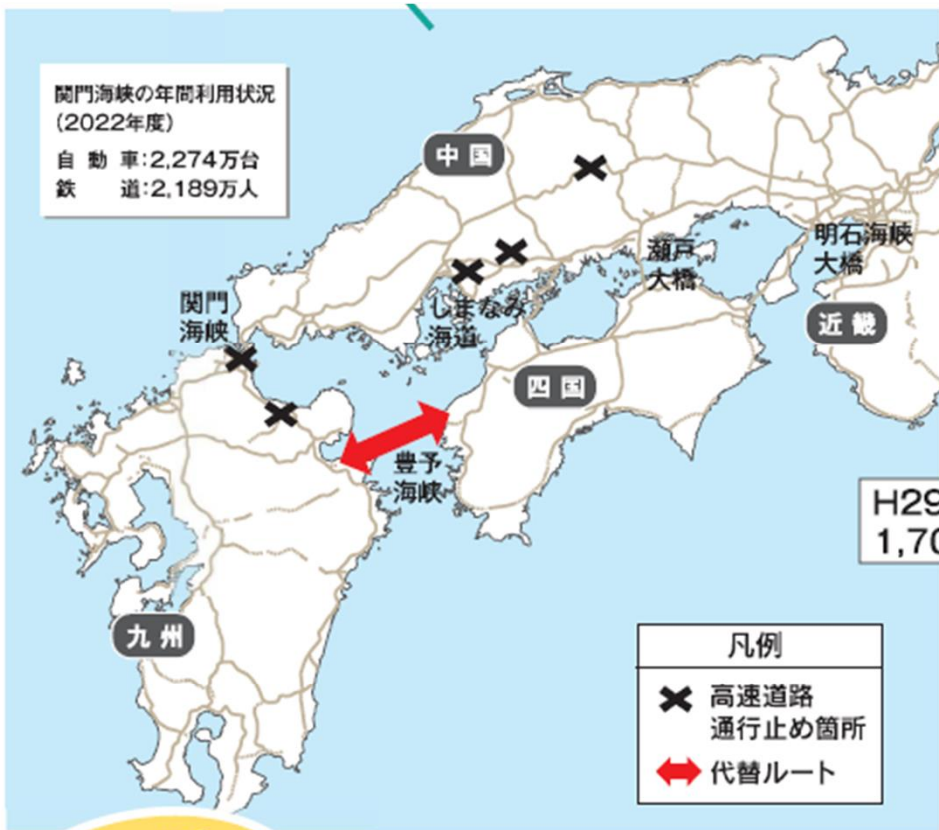 関門海峡の年間利用状況
(2022年度)
自動車:2,274万台
鉄　道:2,189万人
中国
瀬戸
大橋
明石海峡
大橋
関門
海峡
しまなみ
海道
近畿
四国
豊予
海峡
H29
1,70
九州
凡例
高速道路
通行止め箇所
代替ルート